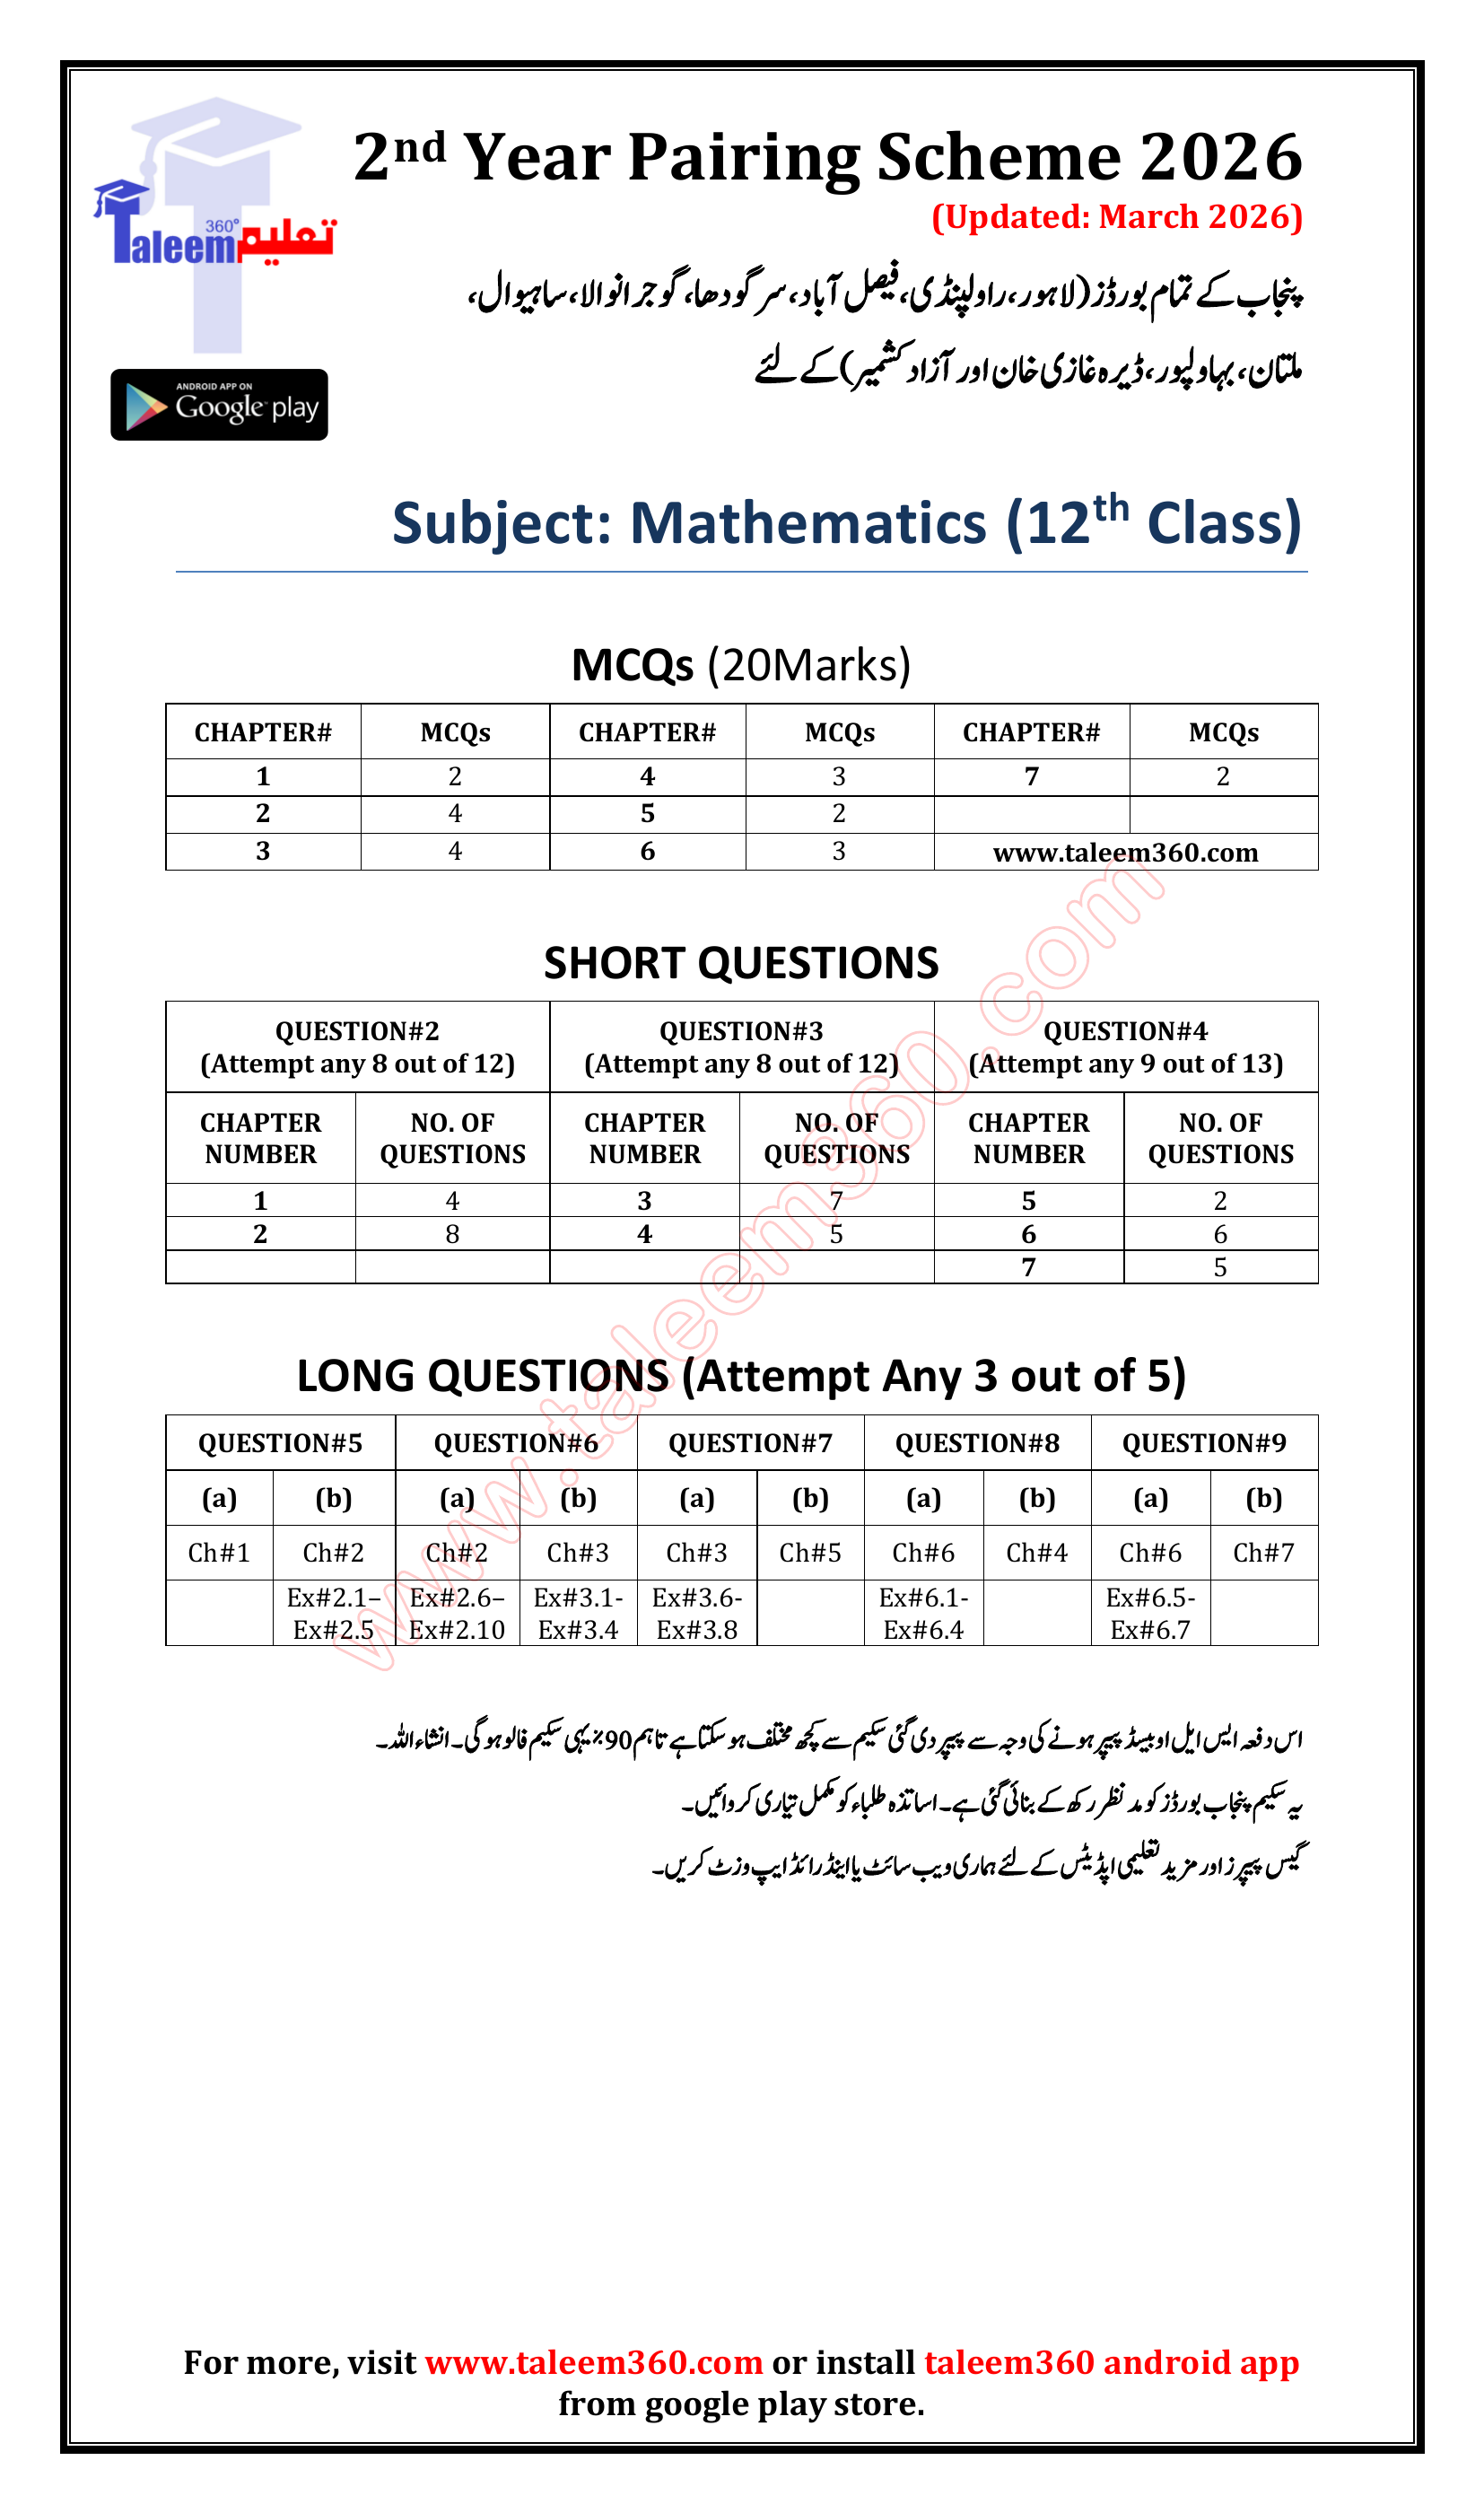 2nd Year Pairing Scheme 2026
(Updated: March 2026)
Taleem 360° تعلیم
پنجاب کے تمام بورڈز (لاہور، راولپنڈی، فیصل آباد، سرگودھا، گوجرانوالا، ساہیوال،
ملتان، بہاولپور، ڈیرہ غازی خان اور آزاد کشمیر) کے لئے
ANDROID APP ON
Google play
Subject: Mathematics (12th Class)
MCQs (20Marks)
CHAPTER# MCQs CHAPTER# MCQs CHAPTER# MCQs
1 2 4 3 7 2
2 4 5 2
3 4 6 3 www.taleem360.com
SHORT QUESTIONS
QUESTION#2 QUESTION#3 QUESTION#4
(Attempt any 8 out of 12) (Attempt any 8 out of 12) (Attempt any 9 out of 13)
CHAPTER NO. OF CHAPTER NO. OF CHAPTER NO. OF
NUMBER QUESTIONS NUMBER QUESTIONS NUMBER QUESTIONS
1 4 3 7 5 2
2 8 4 5 6 6
7 5
LONG QUESTIONS (Attempt Any 3 out of 5)
QUESTION#5 QUESTION#6 QUESTION#7 QUESTION#8 QUESTION#9
(a) (b) (a) (b) (a) (b) (a) (b) (a) (b)
Ch#1 Ch#2 Ch#2 Ch#3 Ch#3 Ch#5 Ch#6 Ch#4 Ch#6 Ch#7
Ex#2.1– Ex#2.6– Ex#3.1- Ex#3.6- Ex#6.1- Ex#6.5-
Ex#2.5 Ex#2.10 Ex#3.4 Ex#3.8 Ex#6.4 Ex#6.7
www.taleem360.com
اس دفعہ ایس ایل او بیسڈ پیپر ہونے کی وجہ سے پیپر دی گئی سکیم سے کچھ مختلف ہو سکتا ہے تاہم 90٪ یہی سکیم فالو ہو گی۔ انشاءاللہ۔
یہ سکیم پنجاب بورڈز کو مد نظر رکھ کے بنائی گئی ہے۔ اساتذہ طلباء کو مکمل تیاری کروائیں۔
گیس پیپرز اور مزید تعلیمی اپڈیٹس کے لئے ہماری ویب سائٹ یا اینڈرائڈ ایپ وزٹ کریں۔
For more, visit www.taleem360.com or install taleem360 android app
from google play store.